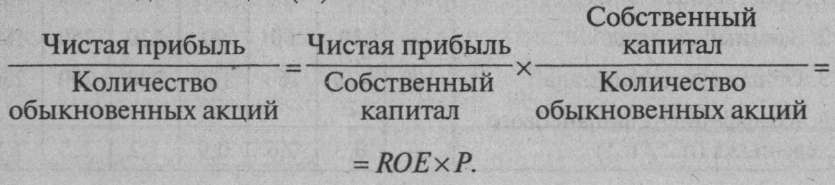 Чистая прибыль / Количество обыкновенных акций = Чистая прибыль / Собственный капитал × Собственный капитал / Количество обыкновенных акций =
= ROE×P.